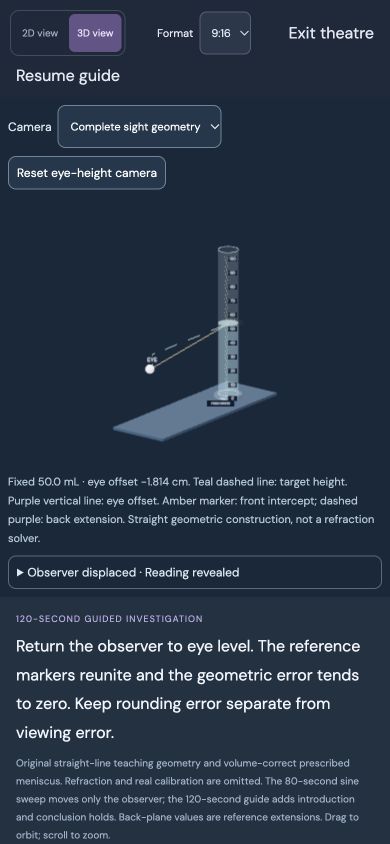 2D view 3D view Format 9:16 Exit theatre
Resume guide
Camera Complete sight geometry
Reset eye-height camera
EYE
Fixed 50.0 mL · eye offset −1.814 cm. Teal dashed line: target height.
Purple vertical line: eye offset. Amber marker: front intercept; dashed
purple: back extension. Straight geometric construction, not a refraction
solver.
▶ Observer displaced · Reading revealed
120-SECOND GUIDED INVESTIGATION
Return the observer to eye level. The reference
markers reunite and the geometric error tends
to zero. Keep rounding error separate from
viewing error.
Original straight-line teaching geometry and volume-correct prescribed
meniscus. Refraction and real calibration are omitted. The 80-second sine
sweep moves only the observer; the 120-second guide adds introduction
and conclusion holds. Back-plane values are reference extensions. Drag to
orbit; scroll to zoom.